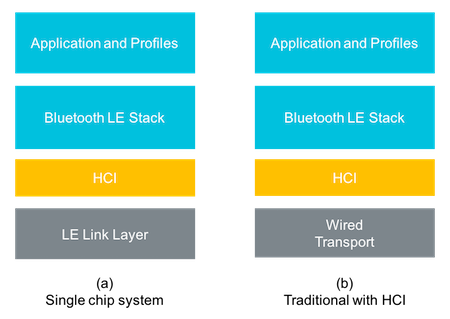 Application and Profiles
Bluetooth LE Stack
HCI
LE Link Layer
(a)
Single chip system
Application and Profiles
Bluetooth LE Stack
HCI
Wired
Transport
(b)
Traditional with HCI